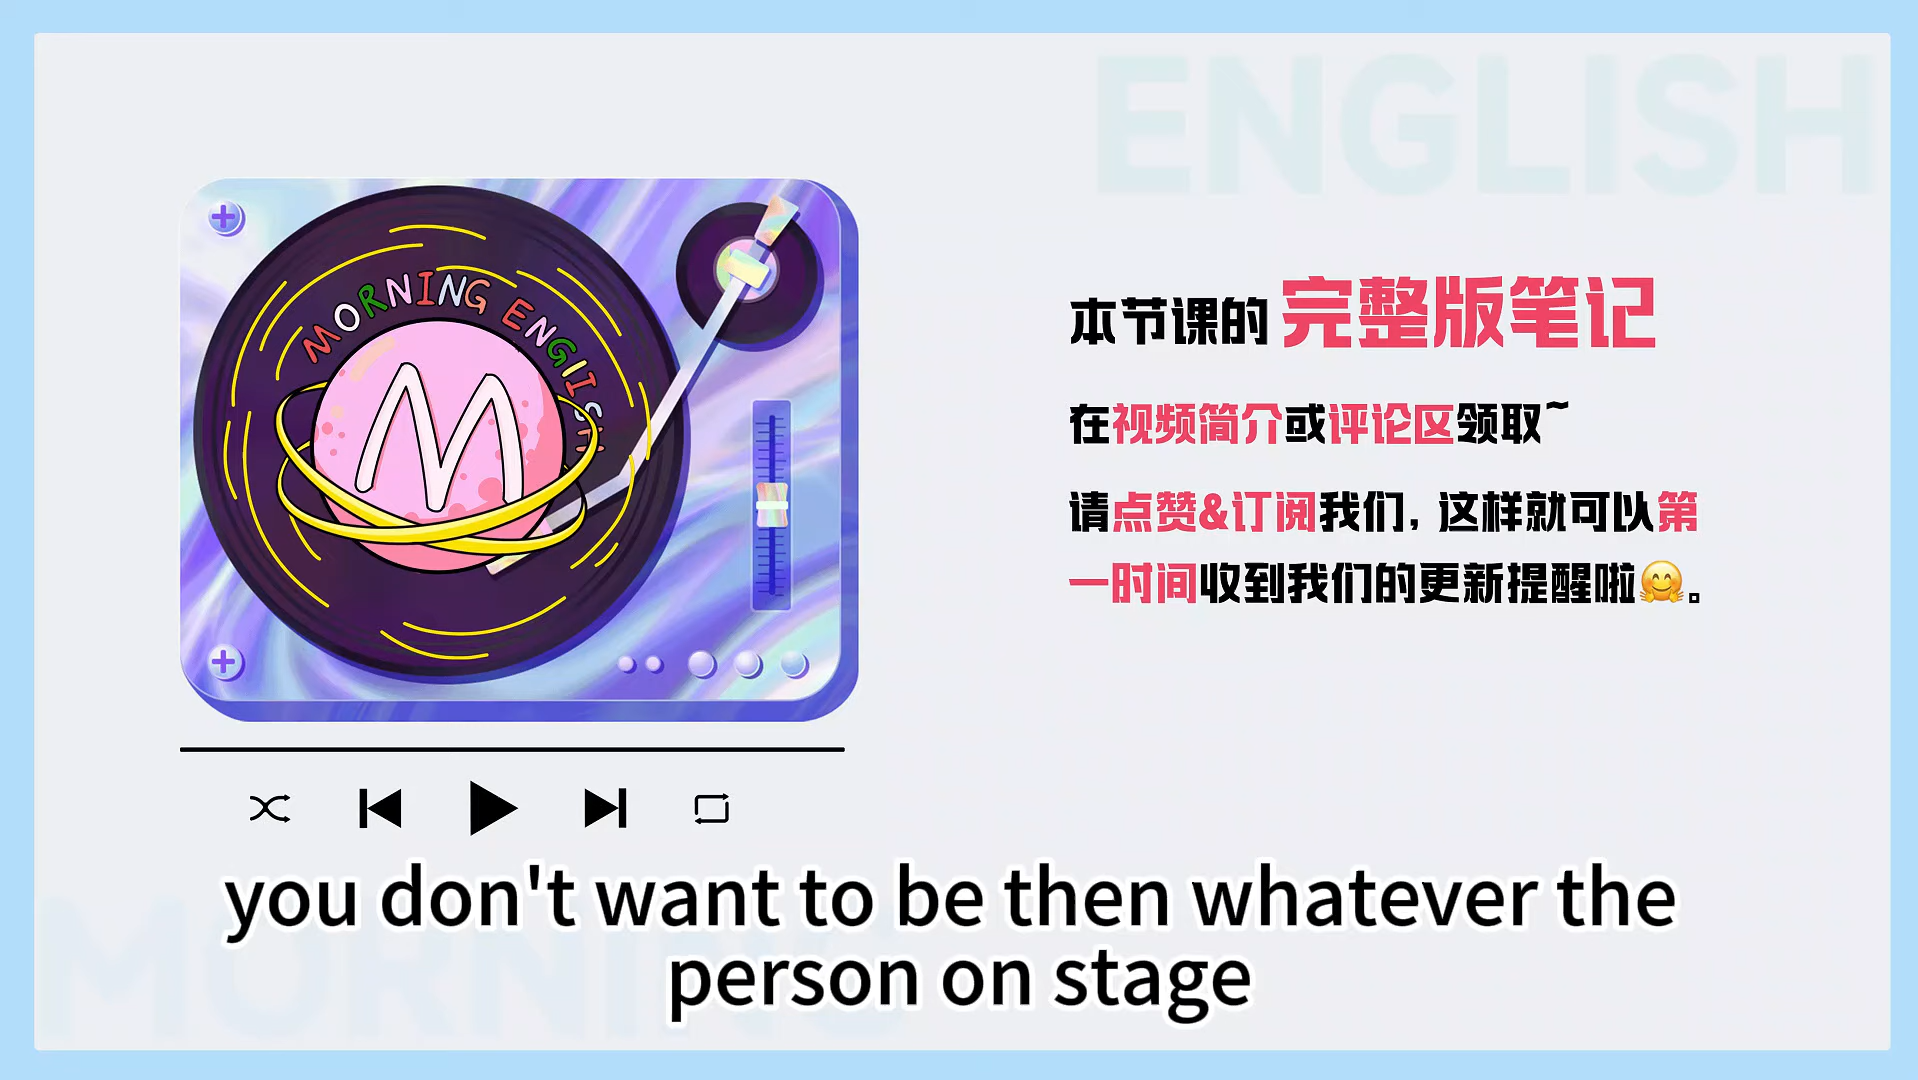 ENGLISH
MORNING ENGlISH
M
本节课的 完整版笔记
在视频简介或评论区领取~
请点赞&订阅我们，这样就可以第
一时间收到我们的更新提醒啦🤗。
MORNING
you don't want to be then whatever the
person on stage